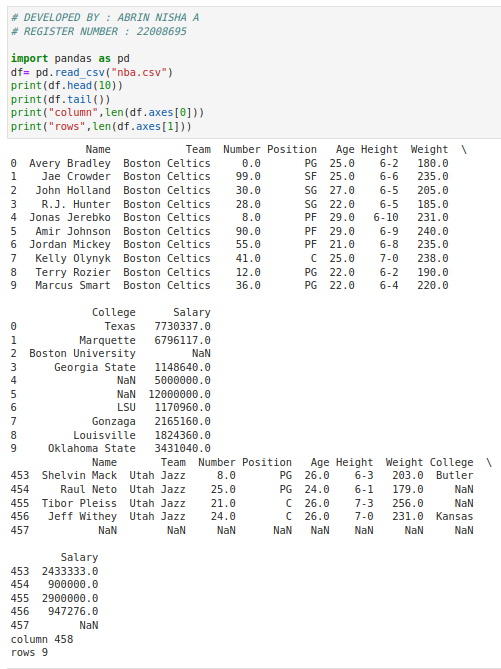 # DEVELOPED BY : ABRIN NISHA A
# REGISTER NUMBER : 22008695
import pandas as pd
df= pd.read_csv("nba.csv")
print(df.head(10))
print(df.tail())
print("column",len(df.axes[0]))
print("rows",len(df.axes[1]))
Name Team Number Position Age Height Weight \
0 Avery Bradley Boston Celtics 0.0 PG 25.0 6-2 180.0
1 Jae Crowder Boston Celtics 99.0 SF 25.0 6-6 235.0
2 John Holland Boston Celtics 30.0 SG 27.0 6-5 205.0
3 R.J. Hunter Boston Celtics 28.0 SG 22.0 6-5 185.0
4 Jonas Jerebko Boston Celtics 8.0 PF 29.0 6-10 231.0
5 Amir Johnson Boston Celtics 90.0 PF 29.0 6-9 240.0
6 Jordan Mickey Boston Celtics 55.0 PF 21.0 6-8 235.0
7 Kelly Olynyk Boston Celtics 41.0 C 25.0 7-0 238.0
8 Terry Rozier Boston Celtics 12.0 PG 22.0 6-2 190.0
9 Marcus Smart Boston Celtics 36.0 PG 22.0 6-4 220.0
College Salary
0 Texas 7730337.0
1 Marquette 6796117.0
2 Boston University NaN
3 Georgia State 1148640.0
4 NaN 5000000.0
5 NaN 12000000.0
6 LSU 1170960.0
7 Gonzaga 2165160.0
8 Louisville 1824360.0
9 Oklahoma State 3431040.0
Name Team Number Position Age Height Weight College \
453 Shelvin Mack Utah Jazz 8.0 PG 26.0 6-3 203.0 Butler
454 Raul Neto Utah Jazz 25.0 PG 24.0 6-1 179.0 NaN
455 Tibor Pleiss Utah Jazz 21.0 C 26.0 7-3 256.0 NaN
456 Jeff Withey Utah Jazz 24.0 C 26.0 7-0 231.0 Kansas
457 NaN NaN NaN NaN NaN NaN NaN NaN
Salary
453 2433333.0
454 900000.0
455 2900000.0
456 947276.0
457 NaN
column 458
rows 9